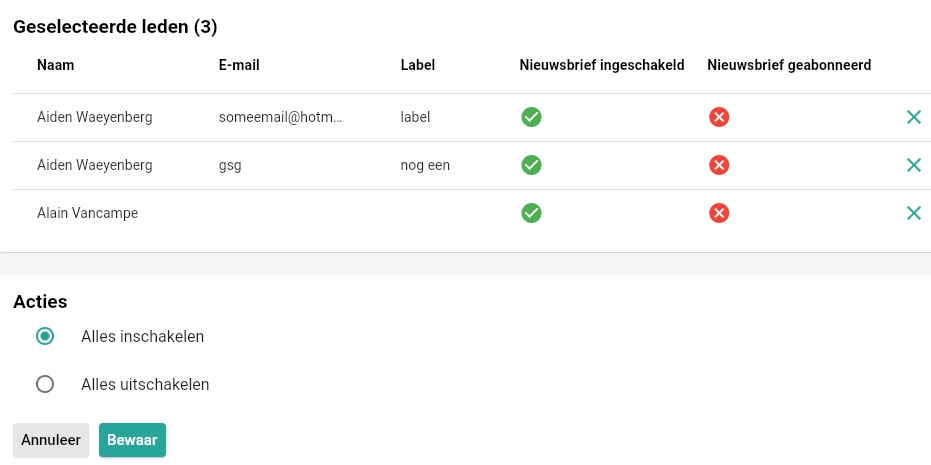 Geselecteerde leden (3)
Naam E-mail Label Nieuwsbrief ingeschakeld Nieuwsbrief geabonneerd
Aiden Waeyenberg someemail@hotm... label
Aiden Waeyenberg gsg nog een
Alain Vancampe
Acties
Alles inschakelen
Alles uitschakelen
Annuleer Bewaar